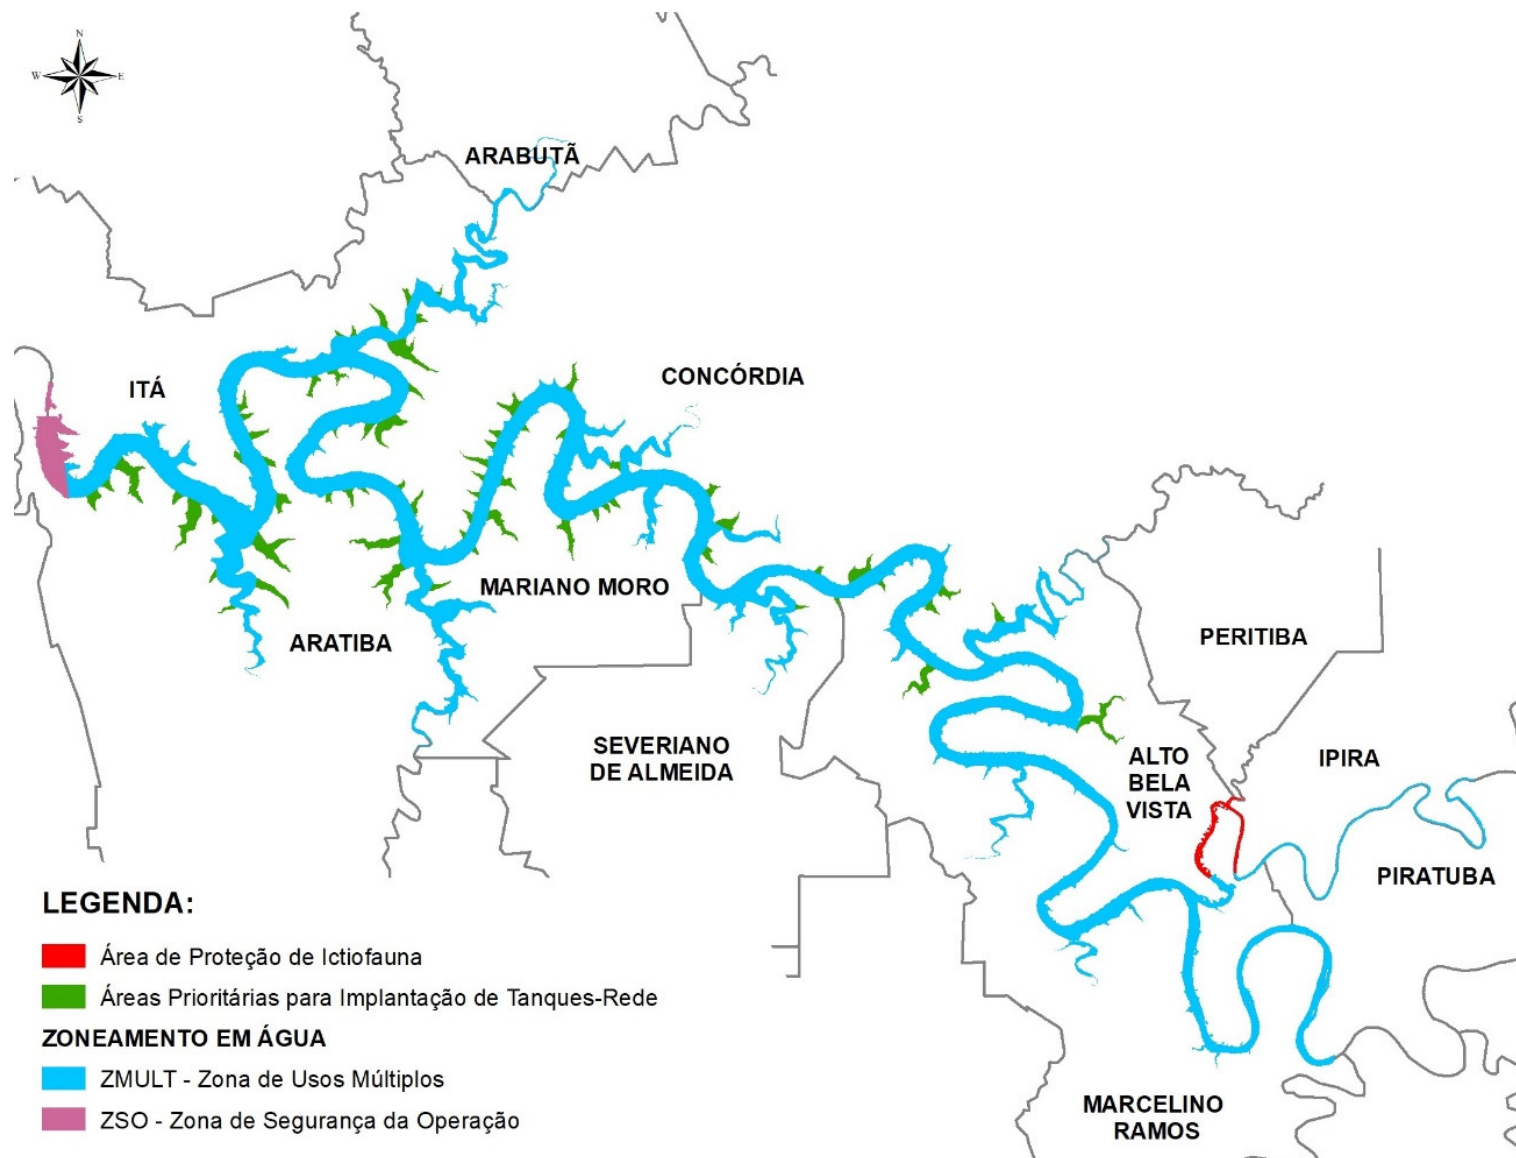 N
W
E
S
ARABUTÃ
ITÁ
CONCÓRDIA
MARIANO MORO
ARATIBA
PERITIBA
SEVERIANO
DE ALMEIDA
ALTO
BELA
VISTA
IPIRA
PIRATUBA
MARCELINO
RAMOS
LEGENDA:
Área de Proteção de Ictiofauna
Áreas Prioritárias para Implantação de Tanques-Rede
ZONEAMENTO EM ÁGUA
ZMULT - Zona de Usos Múltiplos
ZSO - Zona de Segurança da Operação